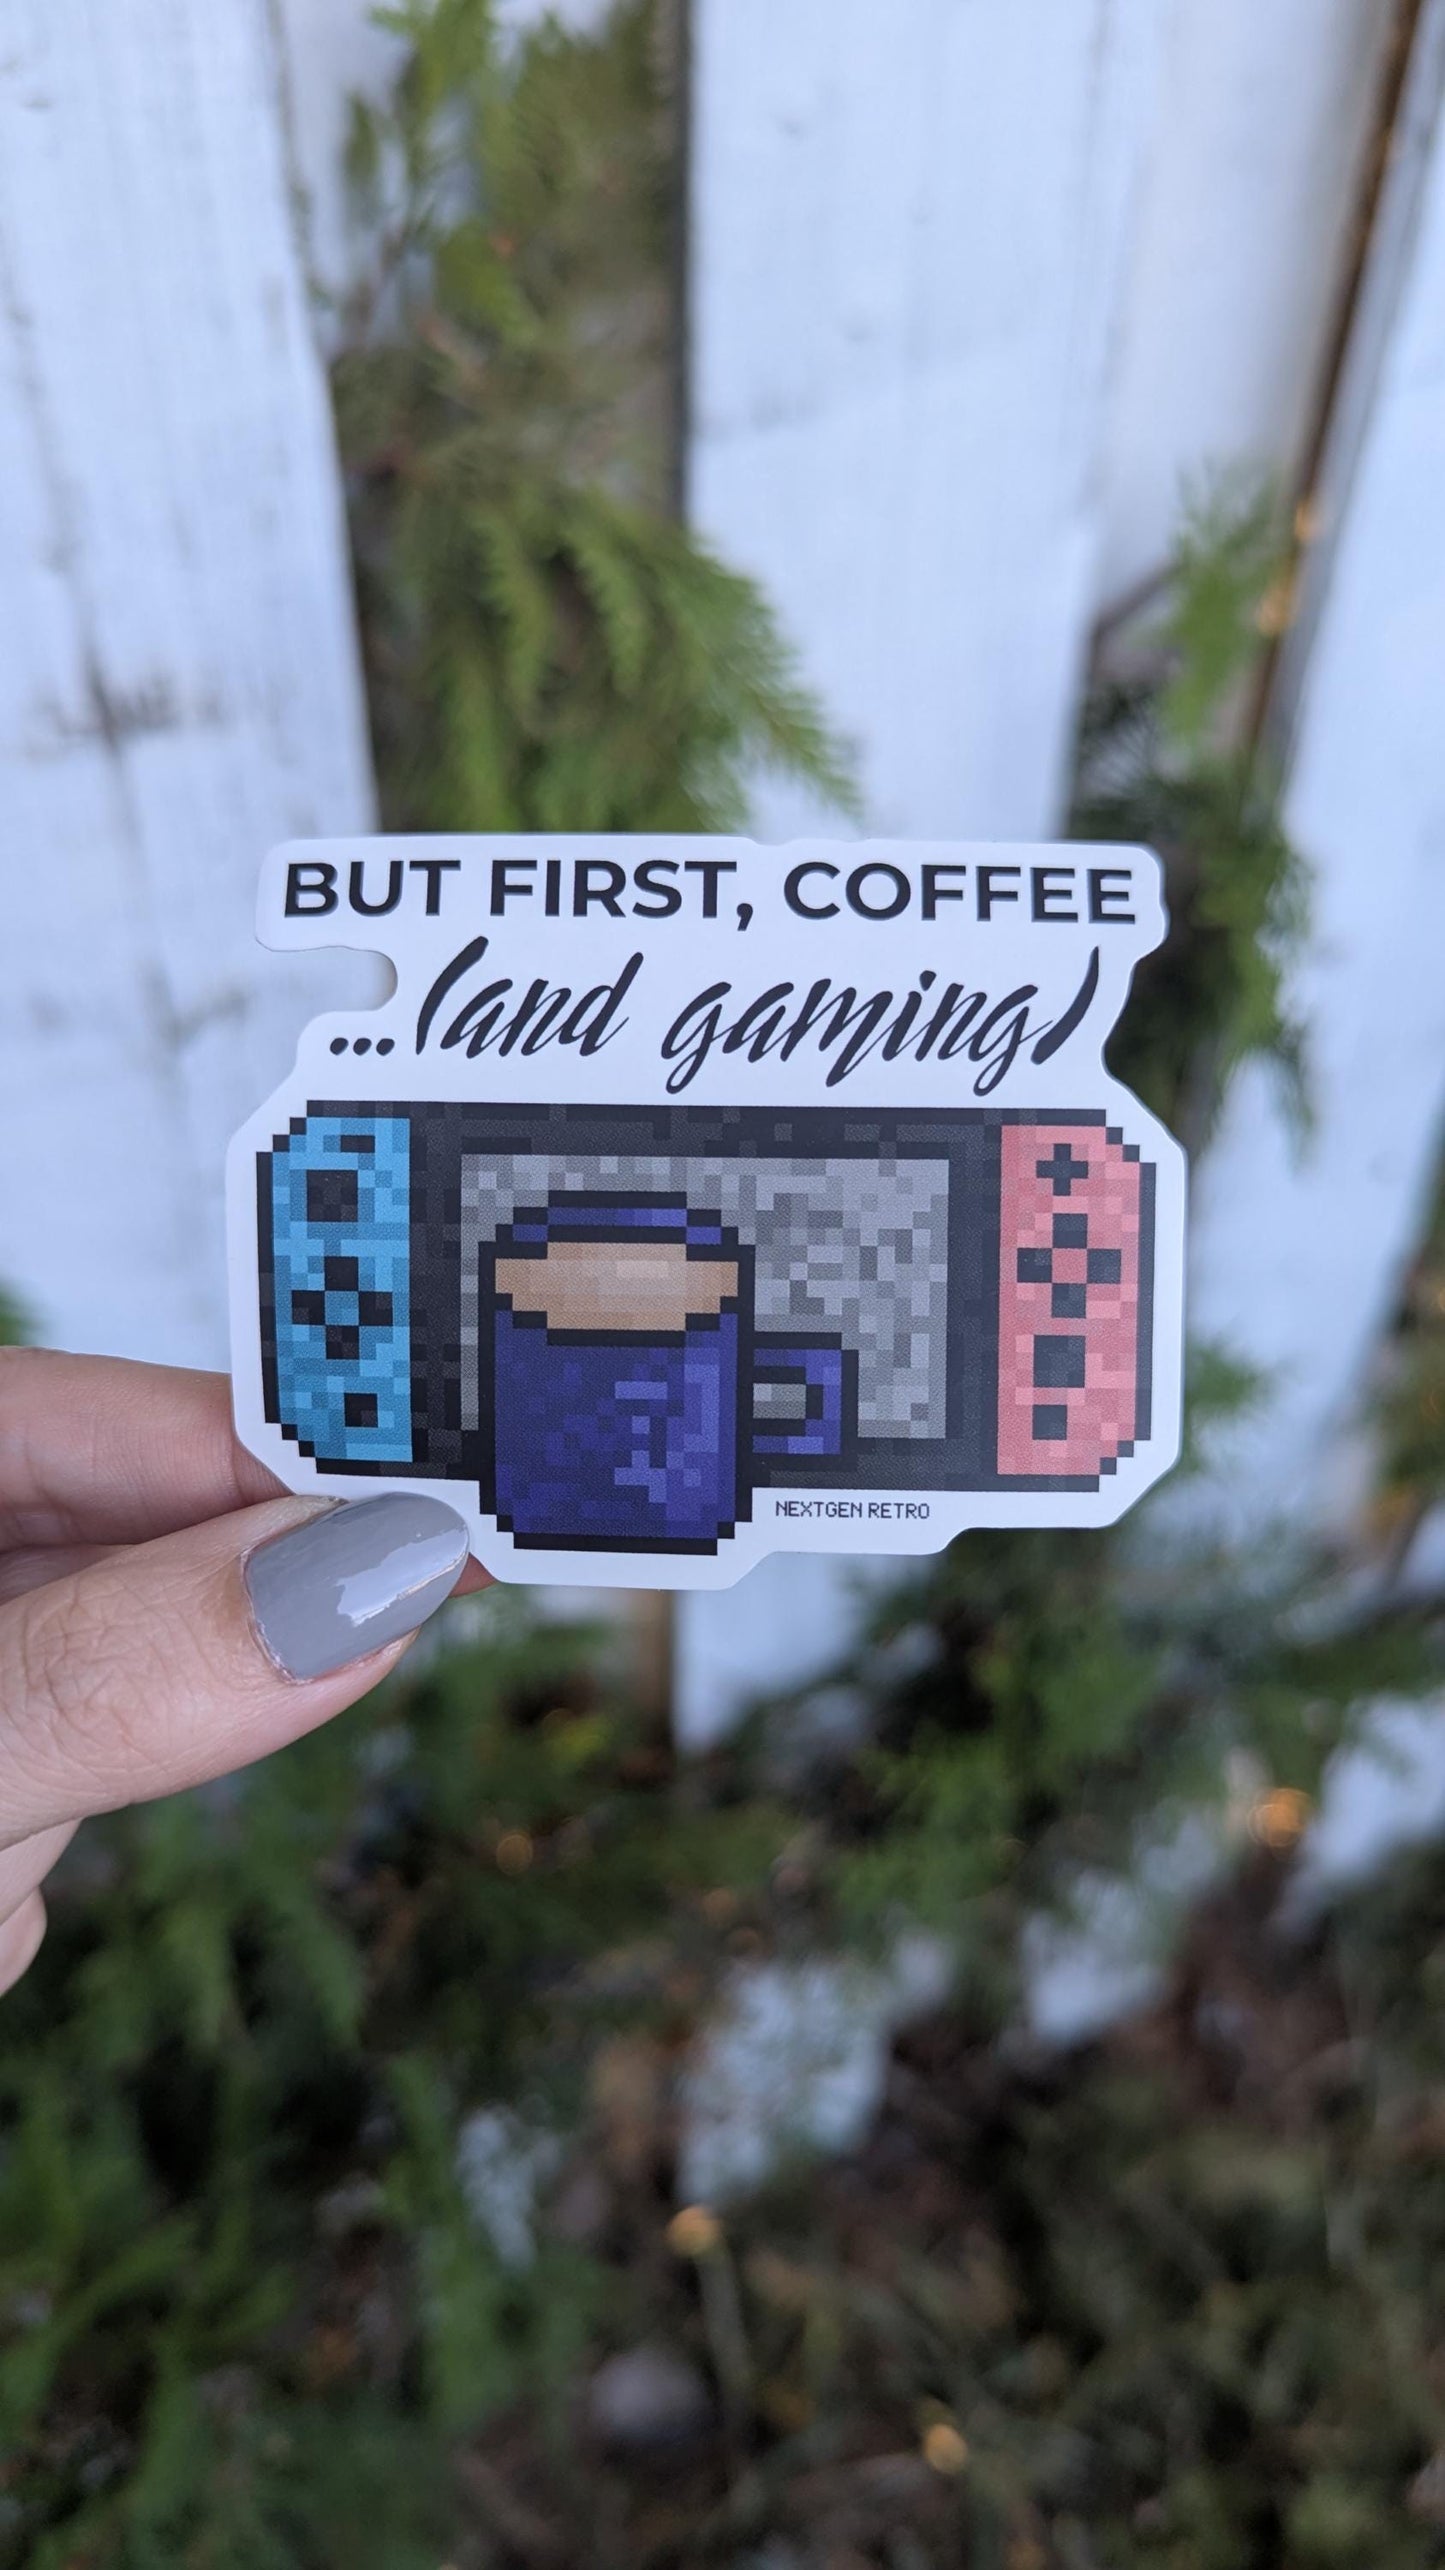 BUT FIRST, COFFEE
...(and gaming)
NEXTGEN RETRO